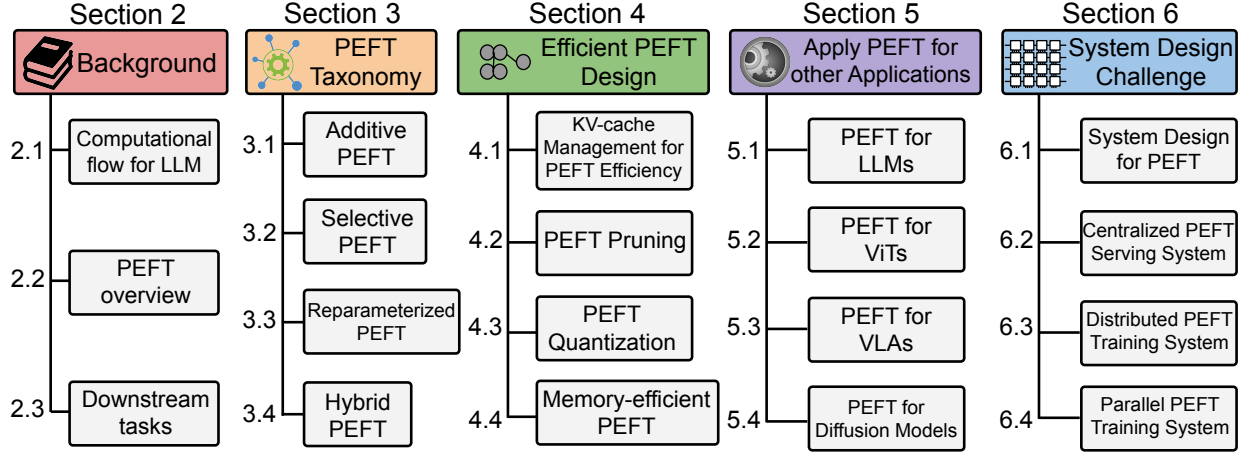 Section 2
Background
2.1
Computational
flow for LLM
2.2
PEFT
overview
2.3
Downstream
tasks
Section 3
PEFT
Taxonomy
3.1
Additive
PEFT
3.2
Selective
PEFT
3.3
Reparameterized
PEFT
3.4
Hybrid
PEFT
Section 4
Efficient PEFT
Design
4.1
KV-cache
Management for
PEFT Efficiency
4.2
PEFT Pruning
4.3
PEFT
Quantization
4.4
Memory-efficient
PEFT
Section 5
Apply PEFT for
other Applications
5.1
PEFT for
LLMs
5.2
PEFT for
ViTs
5.3
PEFT for
VLAs
5.4
PEFT for
Diffusion Models
Section 6
System Design
Challenge
6.1
System Design
for PEFT
6.2
Centralized PEFT
Serving System
6.3
Distributed PEFT
Training System
6.4
Parallel PEFT
Training System